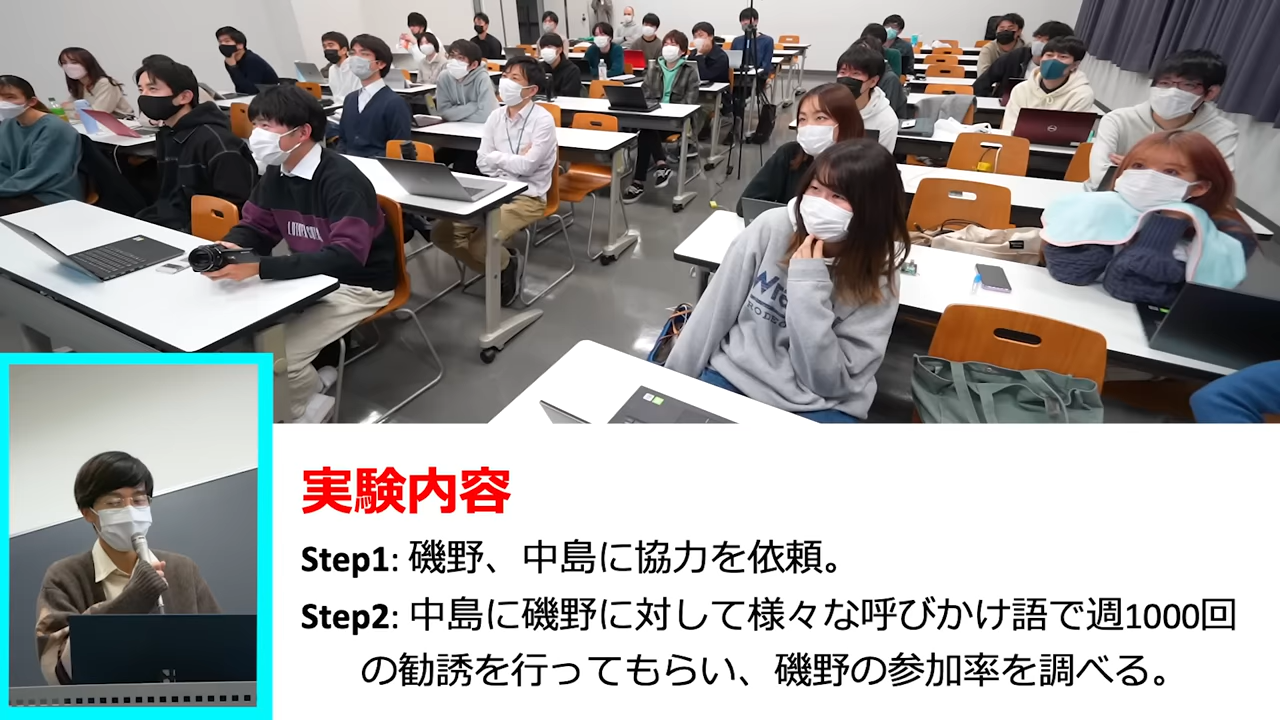 実験内容
Step1: 磯野、中島に協力を依頼。
Step2: 中島に磯野に対して様々な呼びかけ語で週1000回
の勧誘を行ってもらい、磯野の参加率を調べる。